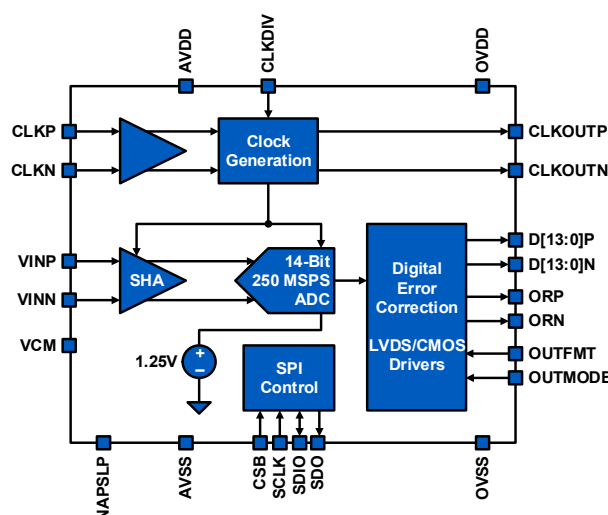 AVDD
CLKDIV
OVDD
CLKP
CLKN
Clock
Generation
CLKOUTP
CLKOUTN
VINP
VINN
SHA
14-Bit
250 MSPS
ADC
Digital
Error
Correction
LVDS/CMOS
Drivers
D[13:0]P
D[13:0]N
ORP
ORN
OUTFMT
OUTMODE
VCM
1.25V
+
–
SPI
Control
NAPSLP
AVSS
CSB
SCLK
SDIO
SDO
OVSS